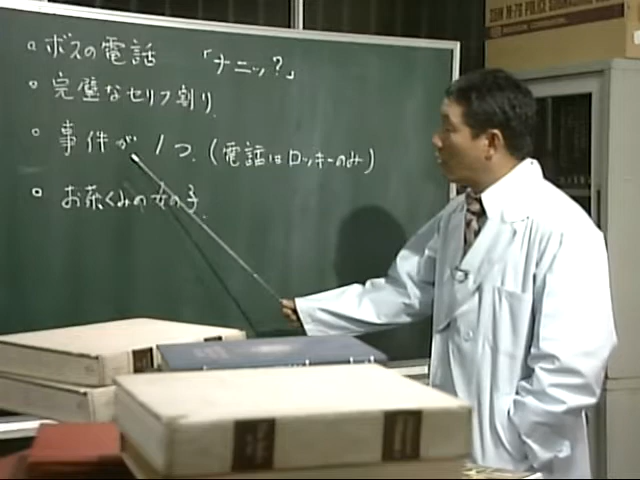 。ボスの電話 「ナニッ?」
。完璧なセリフ割り
。事件が1つ.(電話はロッキーのみ)
。お茶くみの女の子.